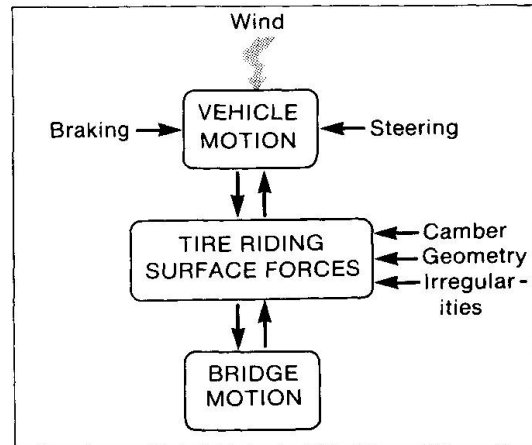 Wind
VEHICLE
MOTION
Braking
Steering
TIRE RIDING
SURFACE FORCES
Camber
Geometry
Irregular-
ities
BRIDGE
MOTION